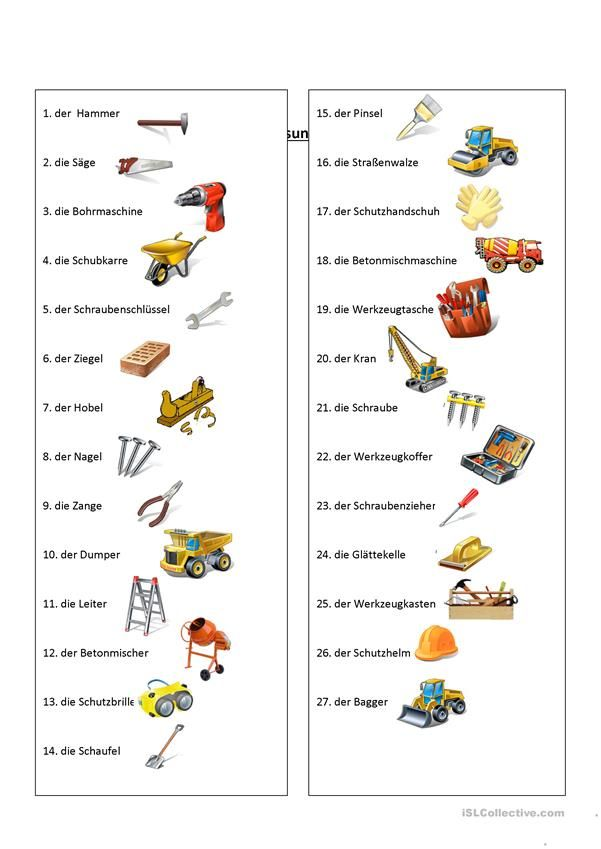 1. der Hammer
2. die Säge
3. die Bohrmaschine
4. die Schubkarre
5. der Schraubenschlüssel
6. der Ziegel
7. der Hobel
8. der Nagel
9. die Zange
10. der Dumper
11. die Leiter
12. der Betonmischer
13. die Schutzbrille
14. die Schaufel
15. der Pinsel
16. die Straßenwalze
17. der Schutzhandschuh
18. die Betonmischmaschine
19. die Werkzeugtasche
20. der Kran
21. die Schraube
22. der Werkzeugkoffer
23. der Schraubenzieher
24. die Glättekelle
25. der Werkzeugkasten
26. der Schutzhelm
27. der Bagger
iSLCollective.com